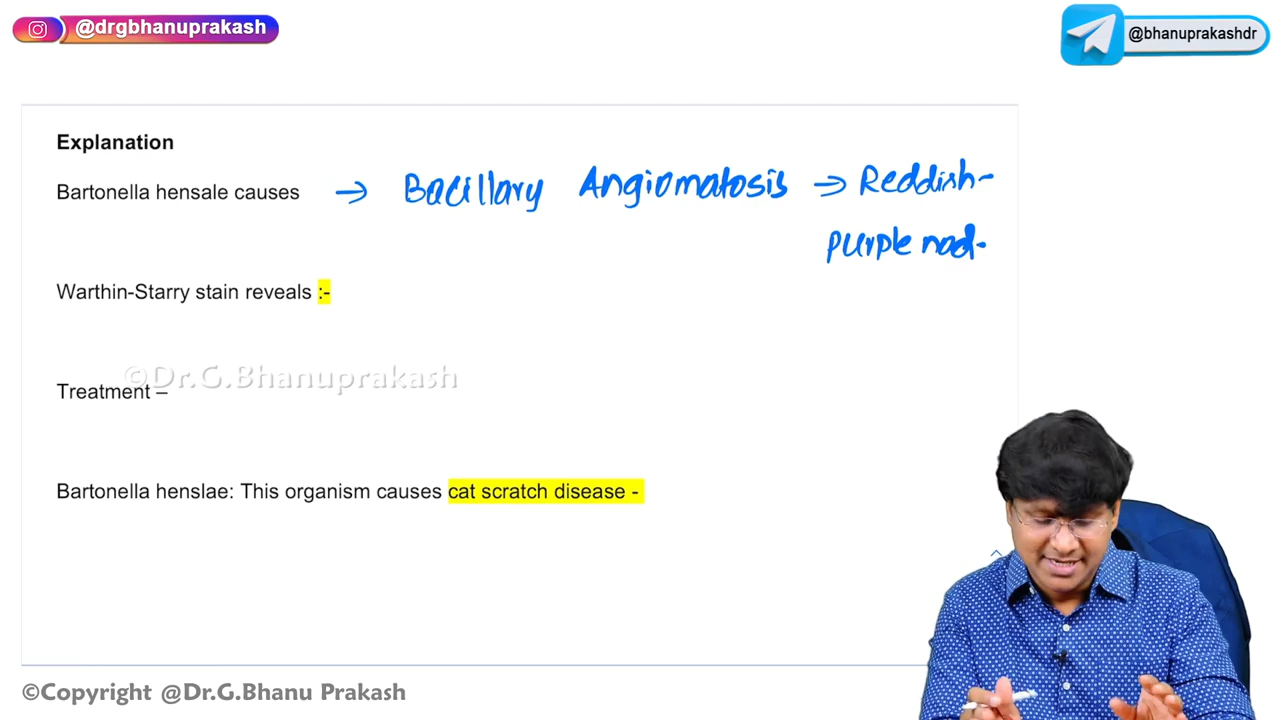 @drgbhanuprakash
@bhanuprakashdr
Explanation
Bartonella hensale causes → Bacillary Angiomatosis → Reddish-
purple nod-
Warthin-Starry stain reveals :-
©Dr.G.Bhanuprakash
Treatment –
Bartonella henslae: This organism causes cat scratch disease -
©Copyright @Dr.G.Bhanu Prakash